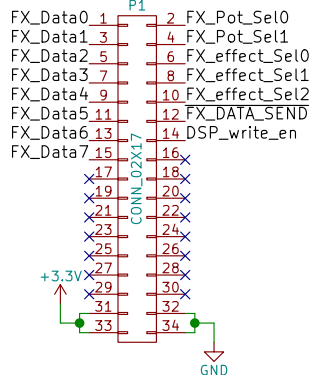 P1
FX_Data0 1 2 FX_Pot_Sel0
FX_Data1 3 4 FX_Pot_Sel1
FX_Data2 5 6 FX_effect_Sel0
FX_Data3 7 8 FX_effect_Sel1
FX_Data4 9 10 FX_effect_Sel2
FX_Data5 11 12 FX_DATA_SEND
FX_Data6 13 14 DSP_write_en
FX_Data7 15 16
17 18
19 20
21 22
23 24
25 26
27 28
29 30
31 32
33 34
CONN_02X17
+3.3V
GND